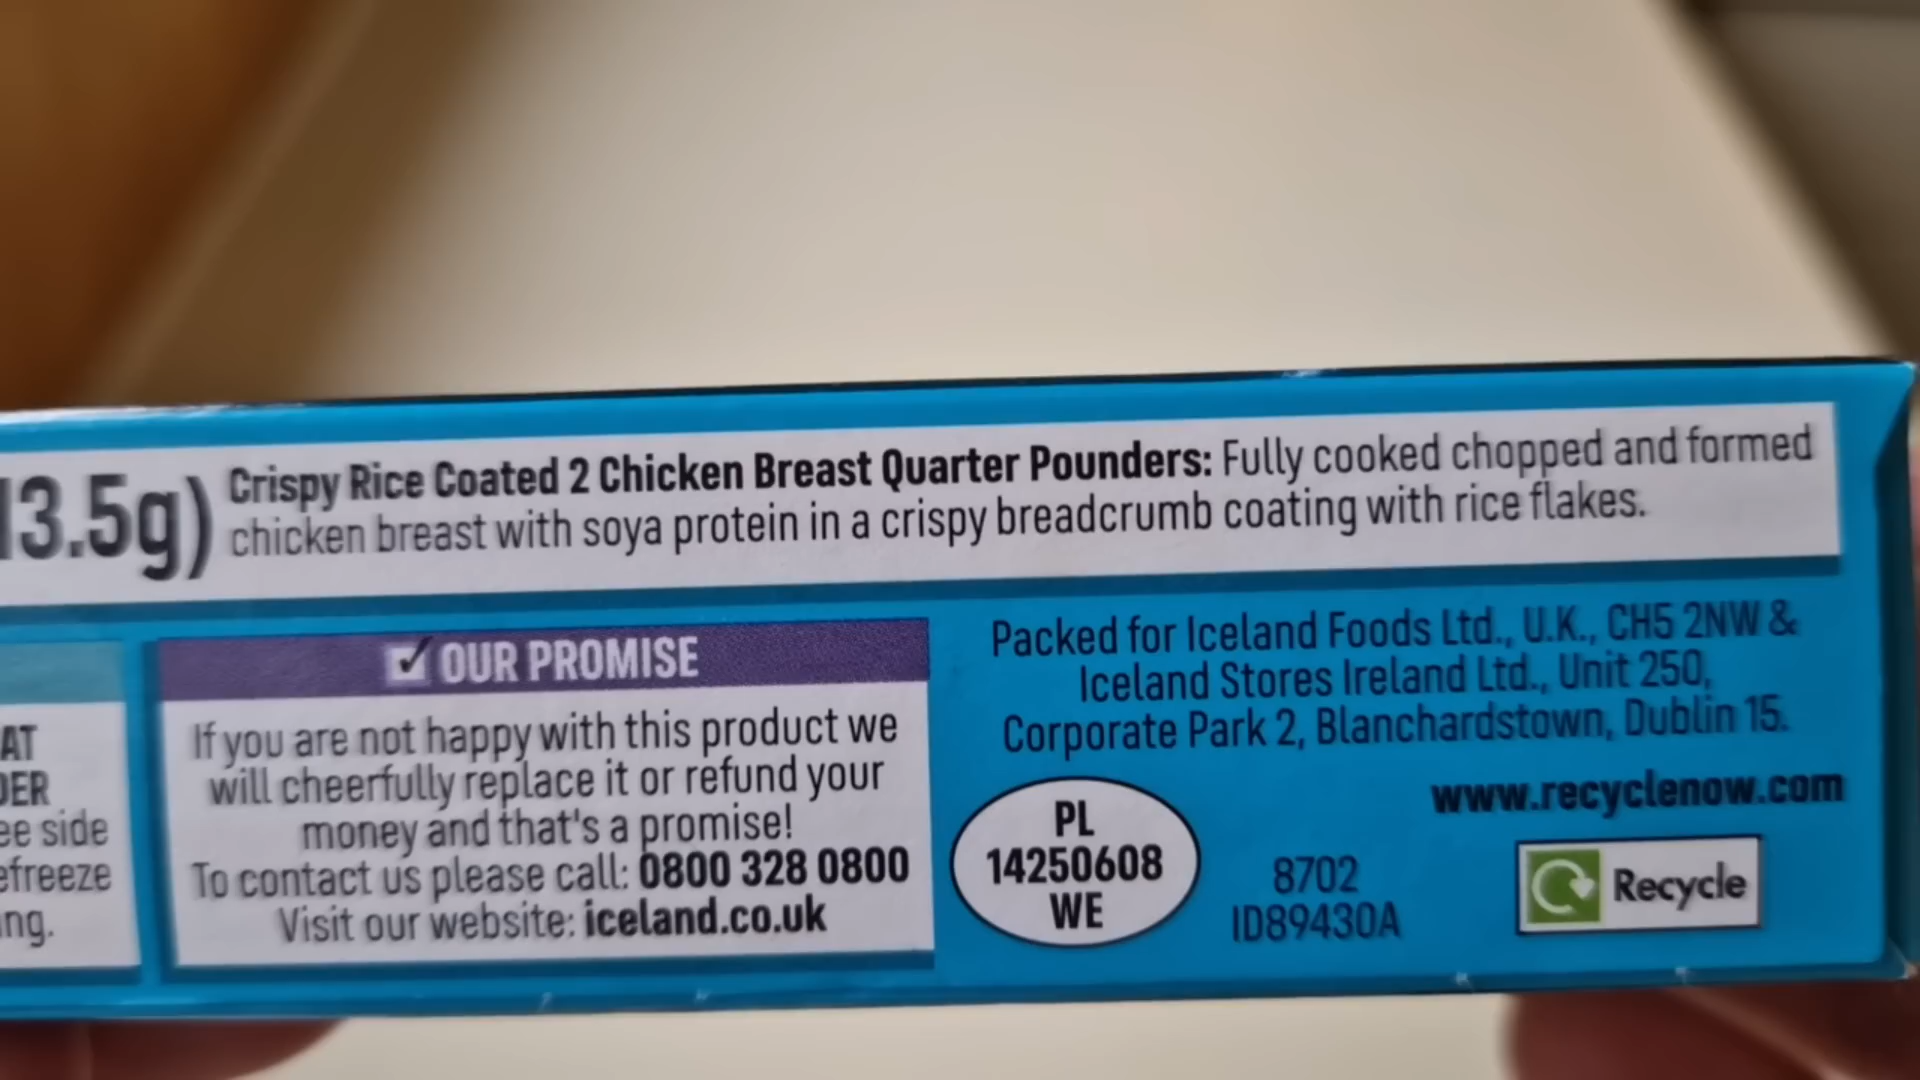 13.5g)
Crispy Rice Coated 2 Chicken Breast Quarter Pounders: Fully cooked chopped and formed
chicken breast with soya protein in a crispy breadcrumb coating with rice flakes.
AT
DER
ee side
efreeze
ng.
OUR PROMISE
If you are not happy with this product we
will cheerfully replace it or refund your
money and that's a promise!
To contact us please call: 0800 328 0800
Visit our website: iceland.co.uk
Packed for Iceland Foods Ltd., U.K., CH5 2NW &
Iceland Stores Ireland Ltd., Unit 250,
Corporate Park 2, Blanchardstown, Dublin 15.
PL
14250608
WE
8702
ID89430A
www.recyclenow.com
Recycle